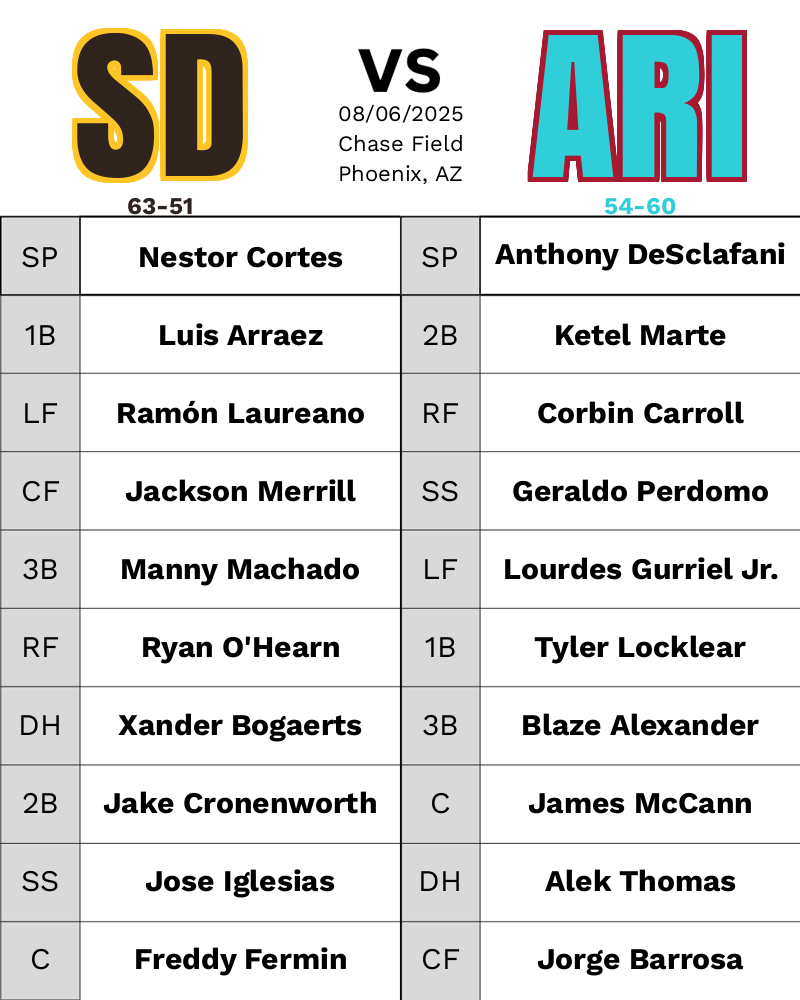 SD
VS
ARI
08/06/2025
Chase Field
Phoenix, AZ
63-51
54-60
SP Nestor Cortes SP Anthony DeSclafani
1B Luis Arraez 2B Ketel Marte
LF Ramón Laureano RF Corbin Carroll
CF Jackson Merrill SS Geraldo Perdomo
3B Manny Machado LF Lourdes Gurriel Jr.
RF Ryan O'Hearn 1B Tyler Locklear
DH Xander Bogaerts 3B Blaze Alexander
2B Jake Cronenworth C James McCann
SS Jose Iglesias DH Alek Thomas
C Freddy Fermin CF Jorge Barrosa